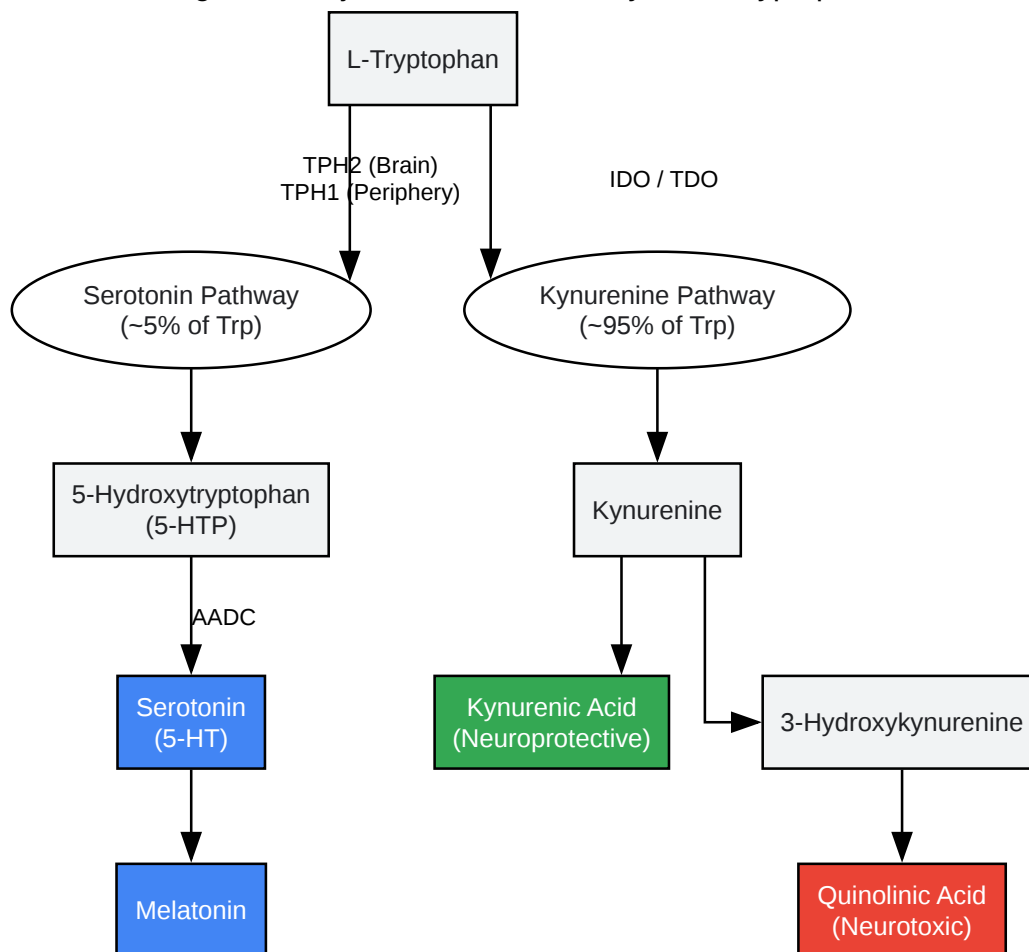 L-Tryptophan
TPH2 (Brain)
TPH1 (Periphery)
IDO / TDO
Serotonin Pathway
(~5% of Trp)
Kynurenine Pathway
(~95% of Trp)
5-Hydroxytryptophan
(5-HTP)
Kynurenine
AADC
Serotonin
(5-HT)
Kynurenic Acid
(Neuroprotective)
3-Hydroxykynurenine
Melatonin
Quinolinic Acid
(Neurotoxic)